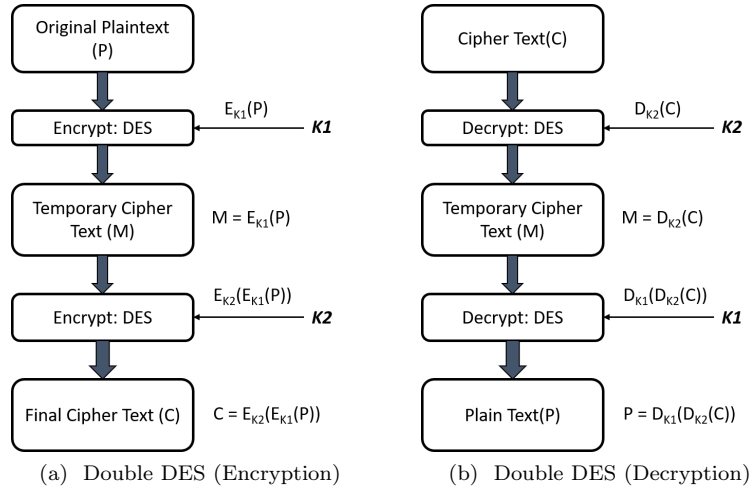 Original Plaintext
(P)
E_K1(P)
Encrypt: DES
K1
Temporary Cipher
Text (M)
M = E_K1(P)
E_K2(E_K1(P))
Encrypt: DES
K2
Final Cipher Text (C)
C = E_K2(E_K1(P))
(a) Double DES (Encryption)
Cipher Text(C)
D_K2(C)
Decrypt: DES
K2
Temporary Cipher
Text (M)
M = D_K2(C)
D_K1(D_K2(C))
Decrypt: DES
K1
Plain Text(P)
P = D_K1(D_K2(C))
(b) Double DES (Decryption)